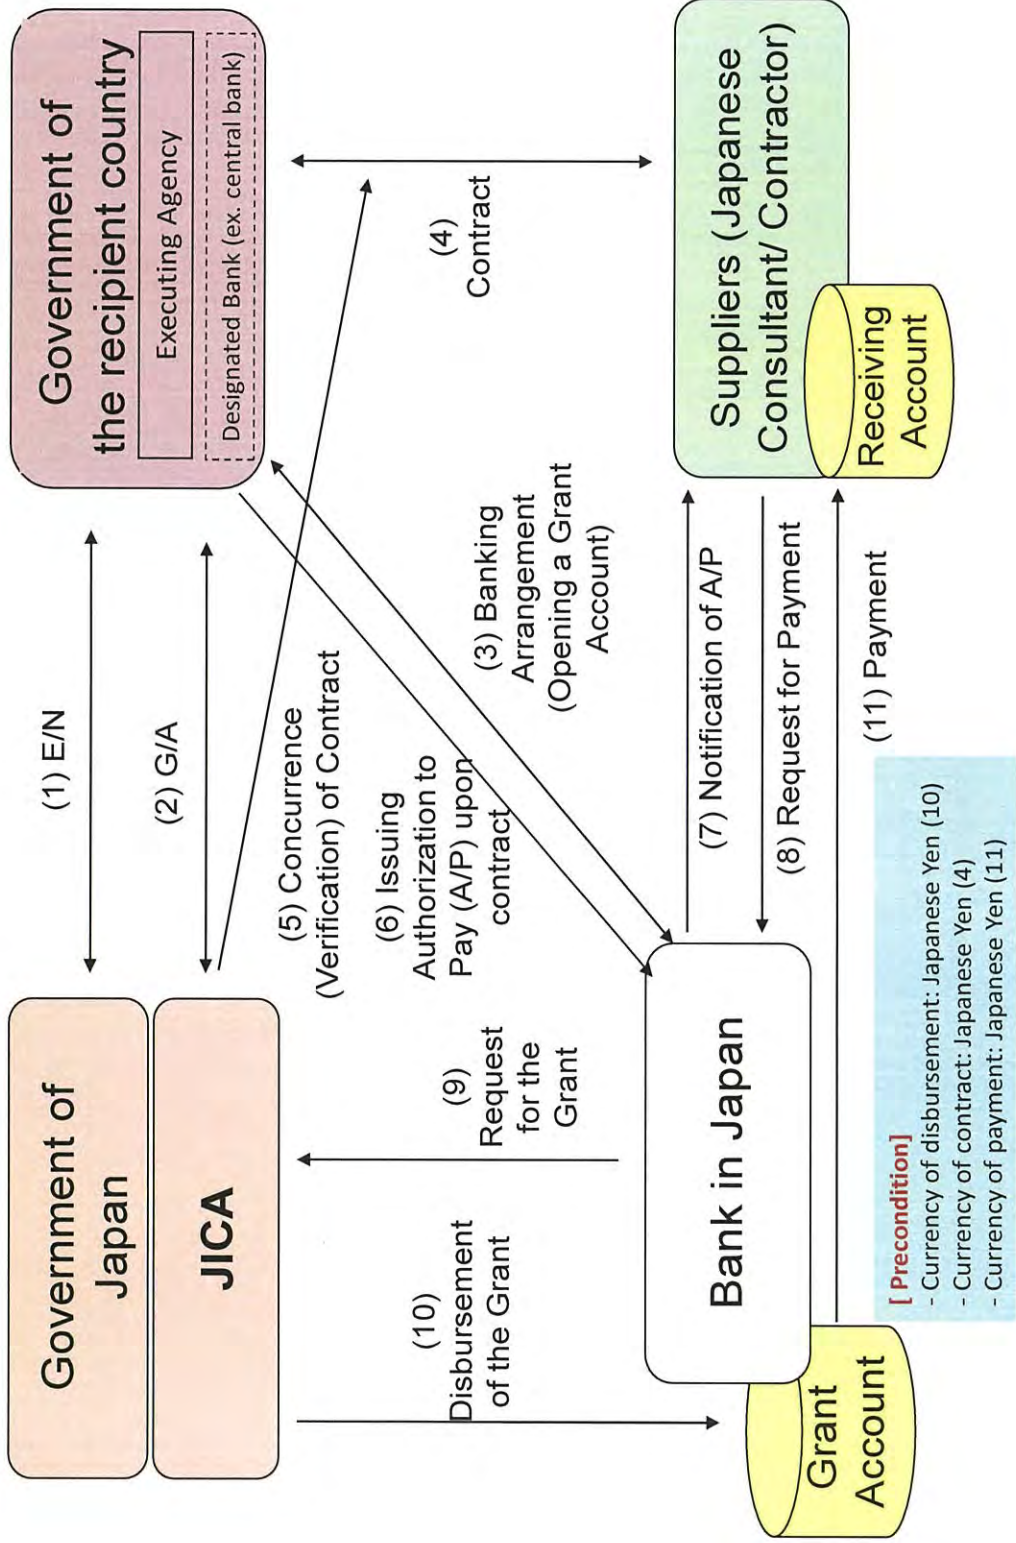 Government of
Japan
JICA
(1) E/N
(2) G/A
Government of
the recipient country
Executing Agency
Designated Bank (ex. central bank)
(5) Concurrence
(Verification) of Contract
(6) Issuing
Authorization to
Pay (A/P) upon
contract
(3) Banking
Arrangement
(Opening a Grant
Account)
(4)
Contract
(10)
Disbursement
of the Grant
(9)
Request
for the
Grant
Bank in Japan
Grant
Account
(7) Notification of A/P
(8) Request for Payment
(11) Payment
Suppliers (Japanese
Consultant/ Contractor)
Receiving
Account
[ Precondition]
- Currency of disbursement: Japanese Yen (10)
- Currency of contract: Japanese Yen (4)
- Currency of payment: Japanese Yen (11)